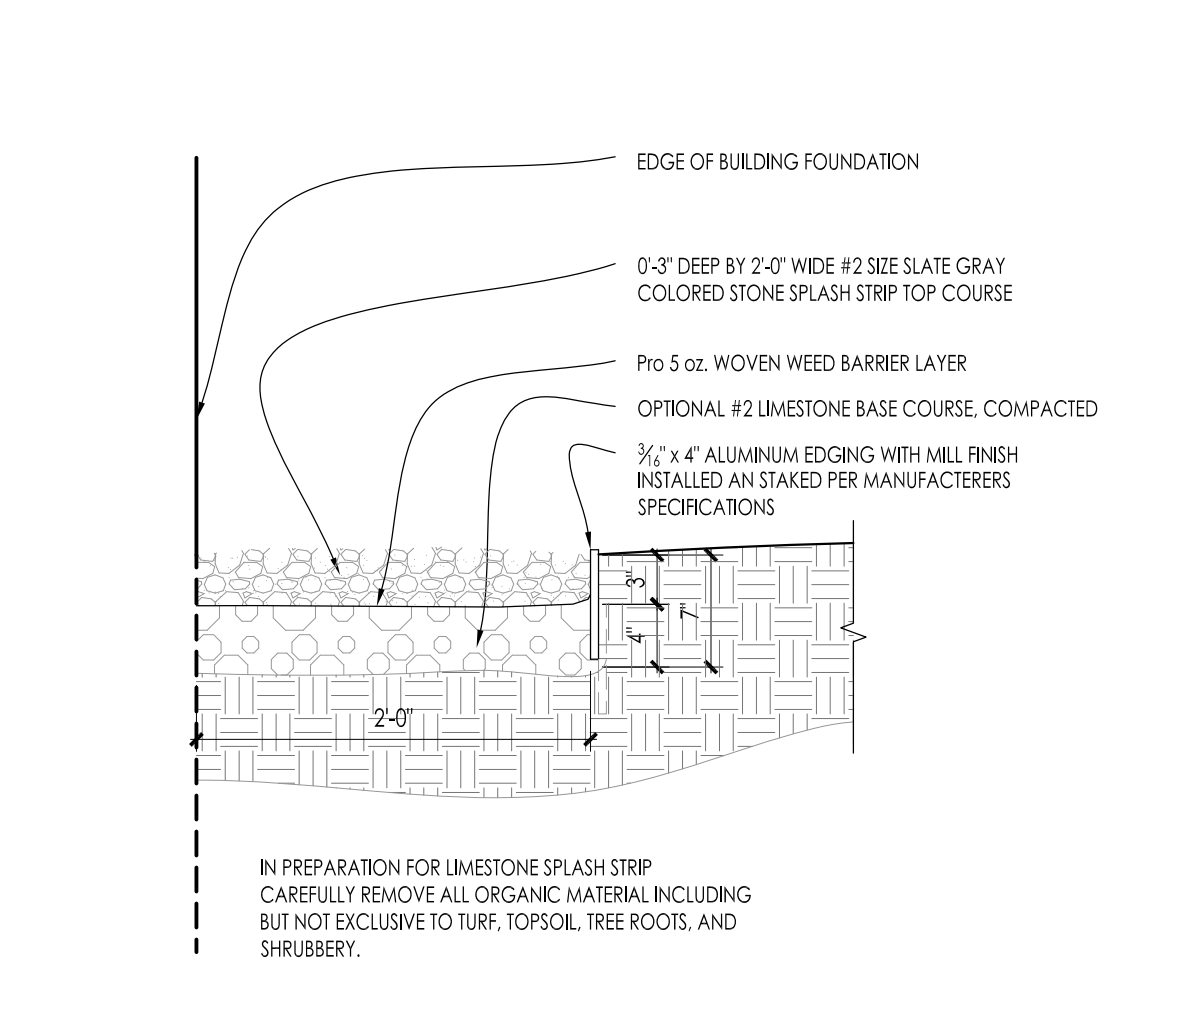 EDGE OF BUILDING FOUNDATION
0'-3" DEEP BY 2'-0" WIDE #2 SIZE SLATE GRAY
COLORED STONE SPLASH STRIP TOP COURSE
Pro 5 oz. WOVEN WEED BARRIER LAYER
OPTIONAL #2 LIMESTONE BASE COURSE, COMPACTED
3/16" x 4" ALUMINUM EDGING WITH MILL FINISH
INSTALLED AN STAKED PER MANUFACTERERS
SPECIFICATIONS
3"
7"
4"
2'-0"
IN PREPARATION FOR LIMESTONE SPLASH STRIP
CAREFULLY REMOVE ALL ORGANIC MATERIAL INCLUDING
BUT NOT EXCLUSIVE TO TURF, TOPSOIL, TREE ROOTS, AND
SHRUBBERY.